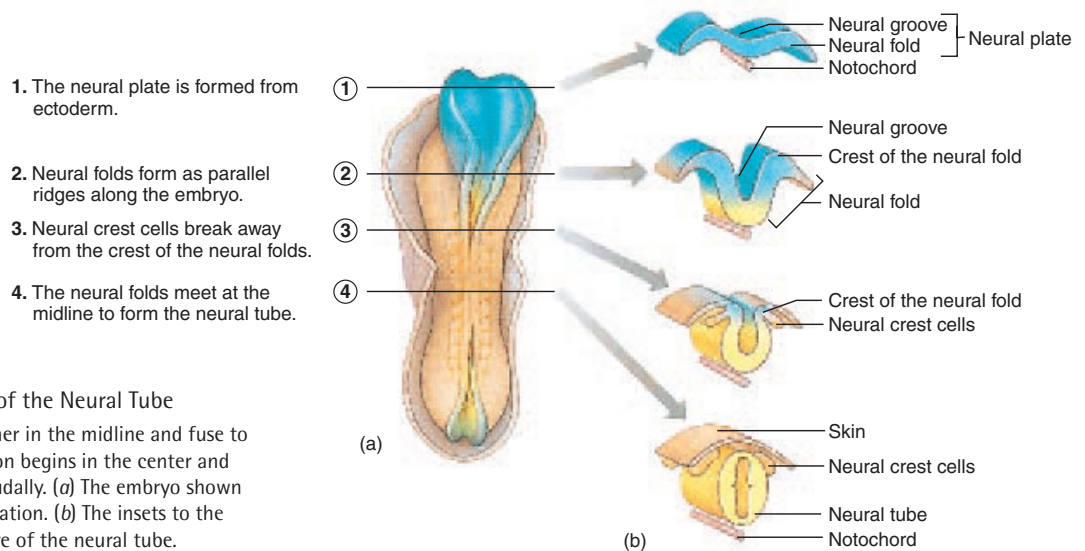 1. The neural plate is formed from
ectoderm.
2. Neural folds form as parallel
ridges along the embryo.
3. Neural crest cells break away
from the crest of the neural folds.
4. The neural folds meet at the
midline to form the neural tube.
of the Neural Tube
her in the midline and fuse to
on begins in the center and
udally. (a) The embryo shown
ation. (b) The insets to the
re of the neural tube.
1
2
3
4
(a)
Neural groove
Neural fold
Neural plate
Notochord
Neural groove
Crest of the neural fold
Neural fold
Crest of the neural fold
Neural crest cells
Skin
Neural crest cells
Neural tube
Notochord
(b)